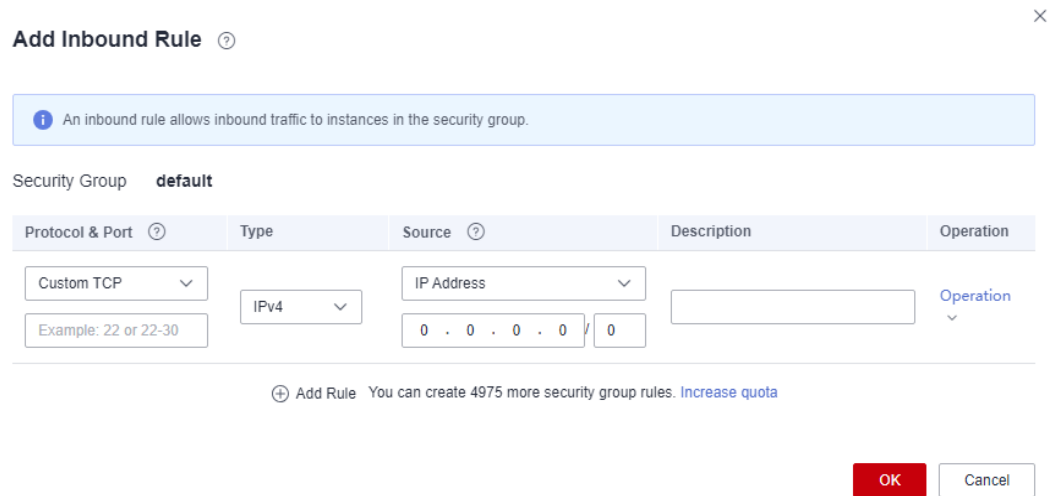 Add Inbound Rule ?
i An inbound rule allows inbound traffic to instances in the security group.
Security Group default
Protocol & Port ? Type Source ? Description Operation
Custom TCP IPv4 IP Address Operation
Example: 22 or 22-30 0 . 0 . 0 . 0 / 0
Add Rule You can create 4975 more security group rules. Increase quota
OK Cancel